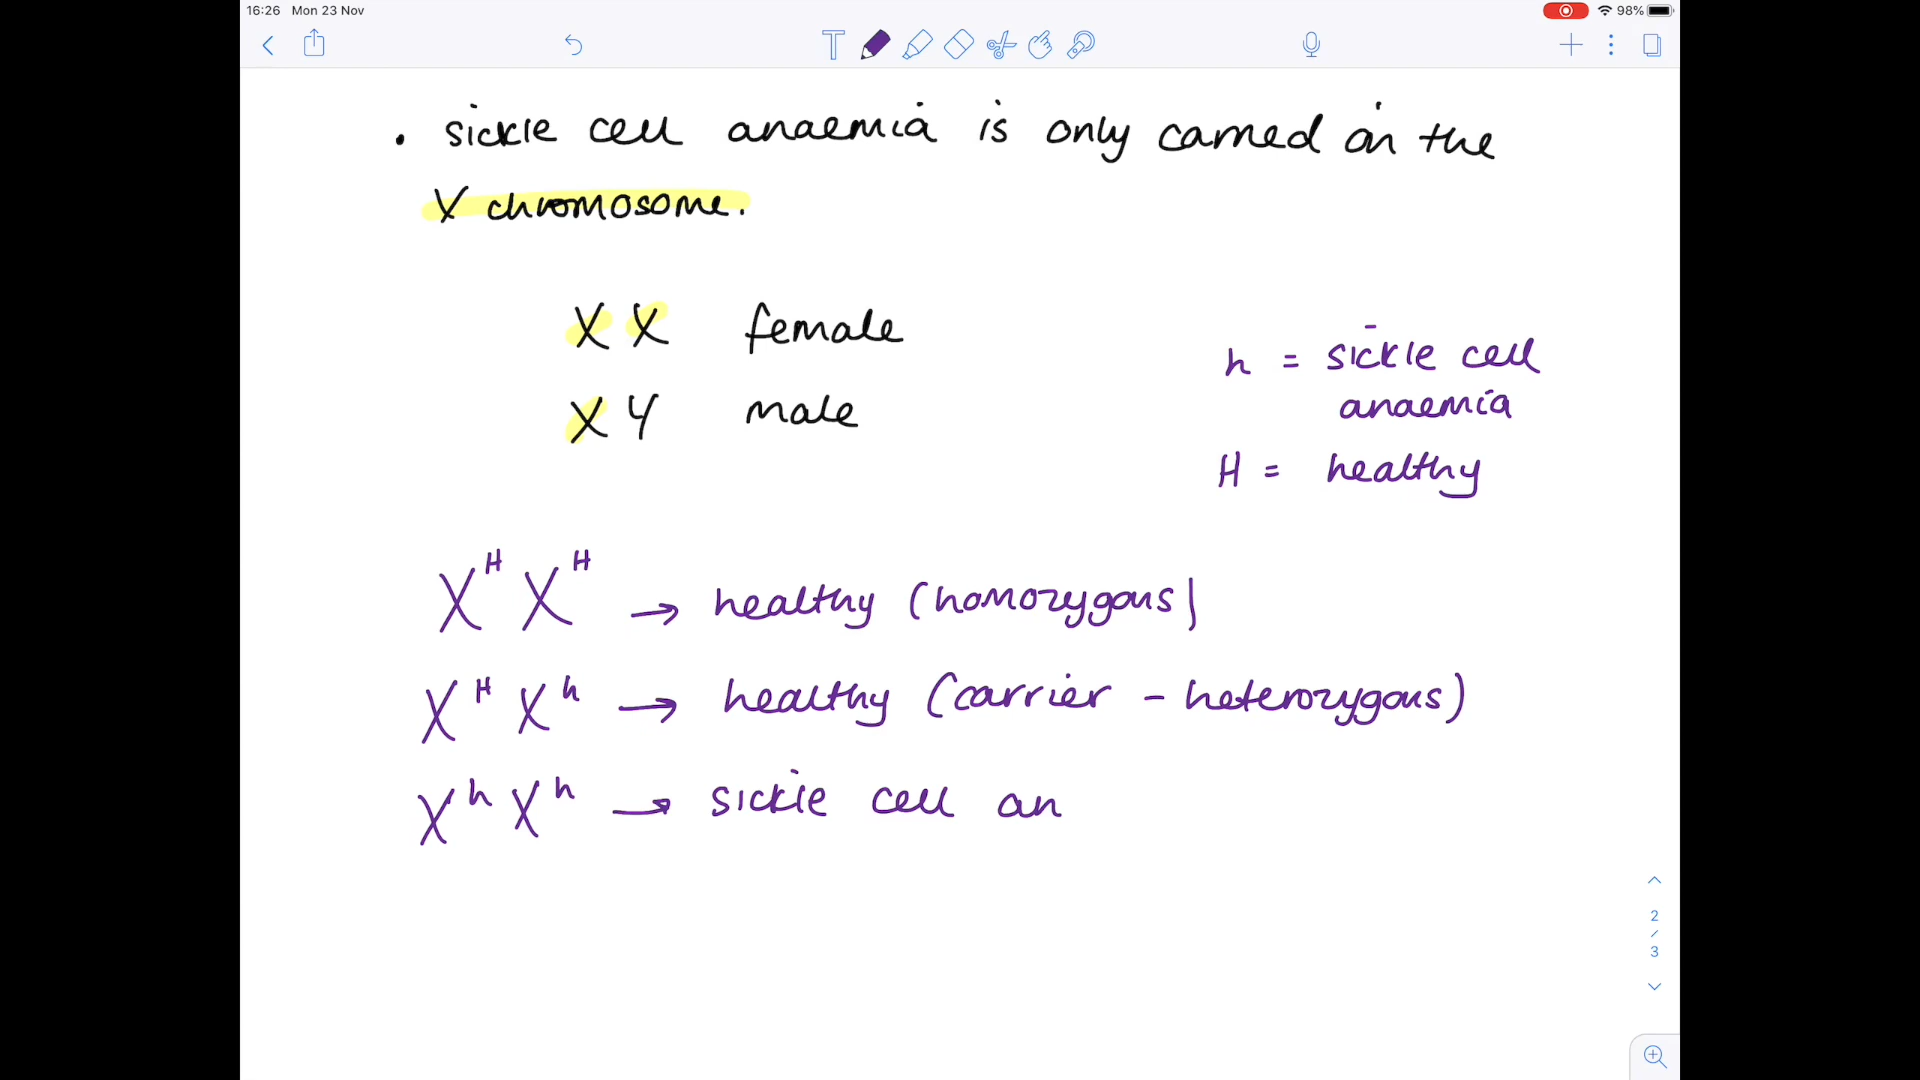 16:26 Mon 23 Nov
98%
T
• sickle cell anaemia is only carried on the
X chromosome.
X X female
X Y male
h = sickle cell
anaemia
H = healthy
X^H X^H → healthy (homozygous)
X^H X^h → healthy (carrier - heterozygous)
X^h X^h → sickle cell an
2
/
3